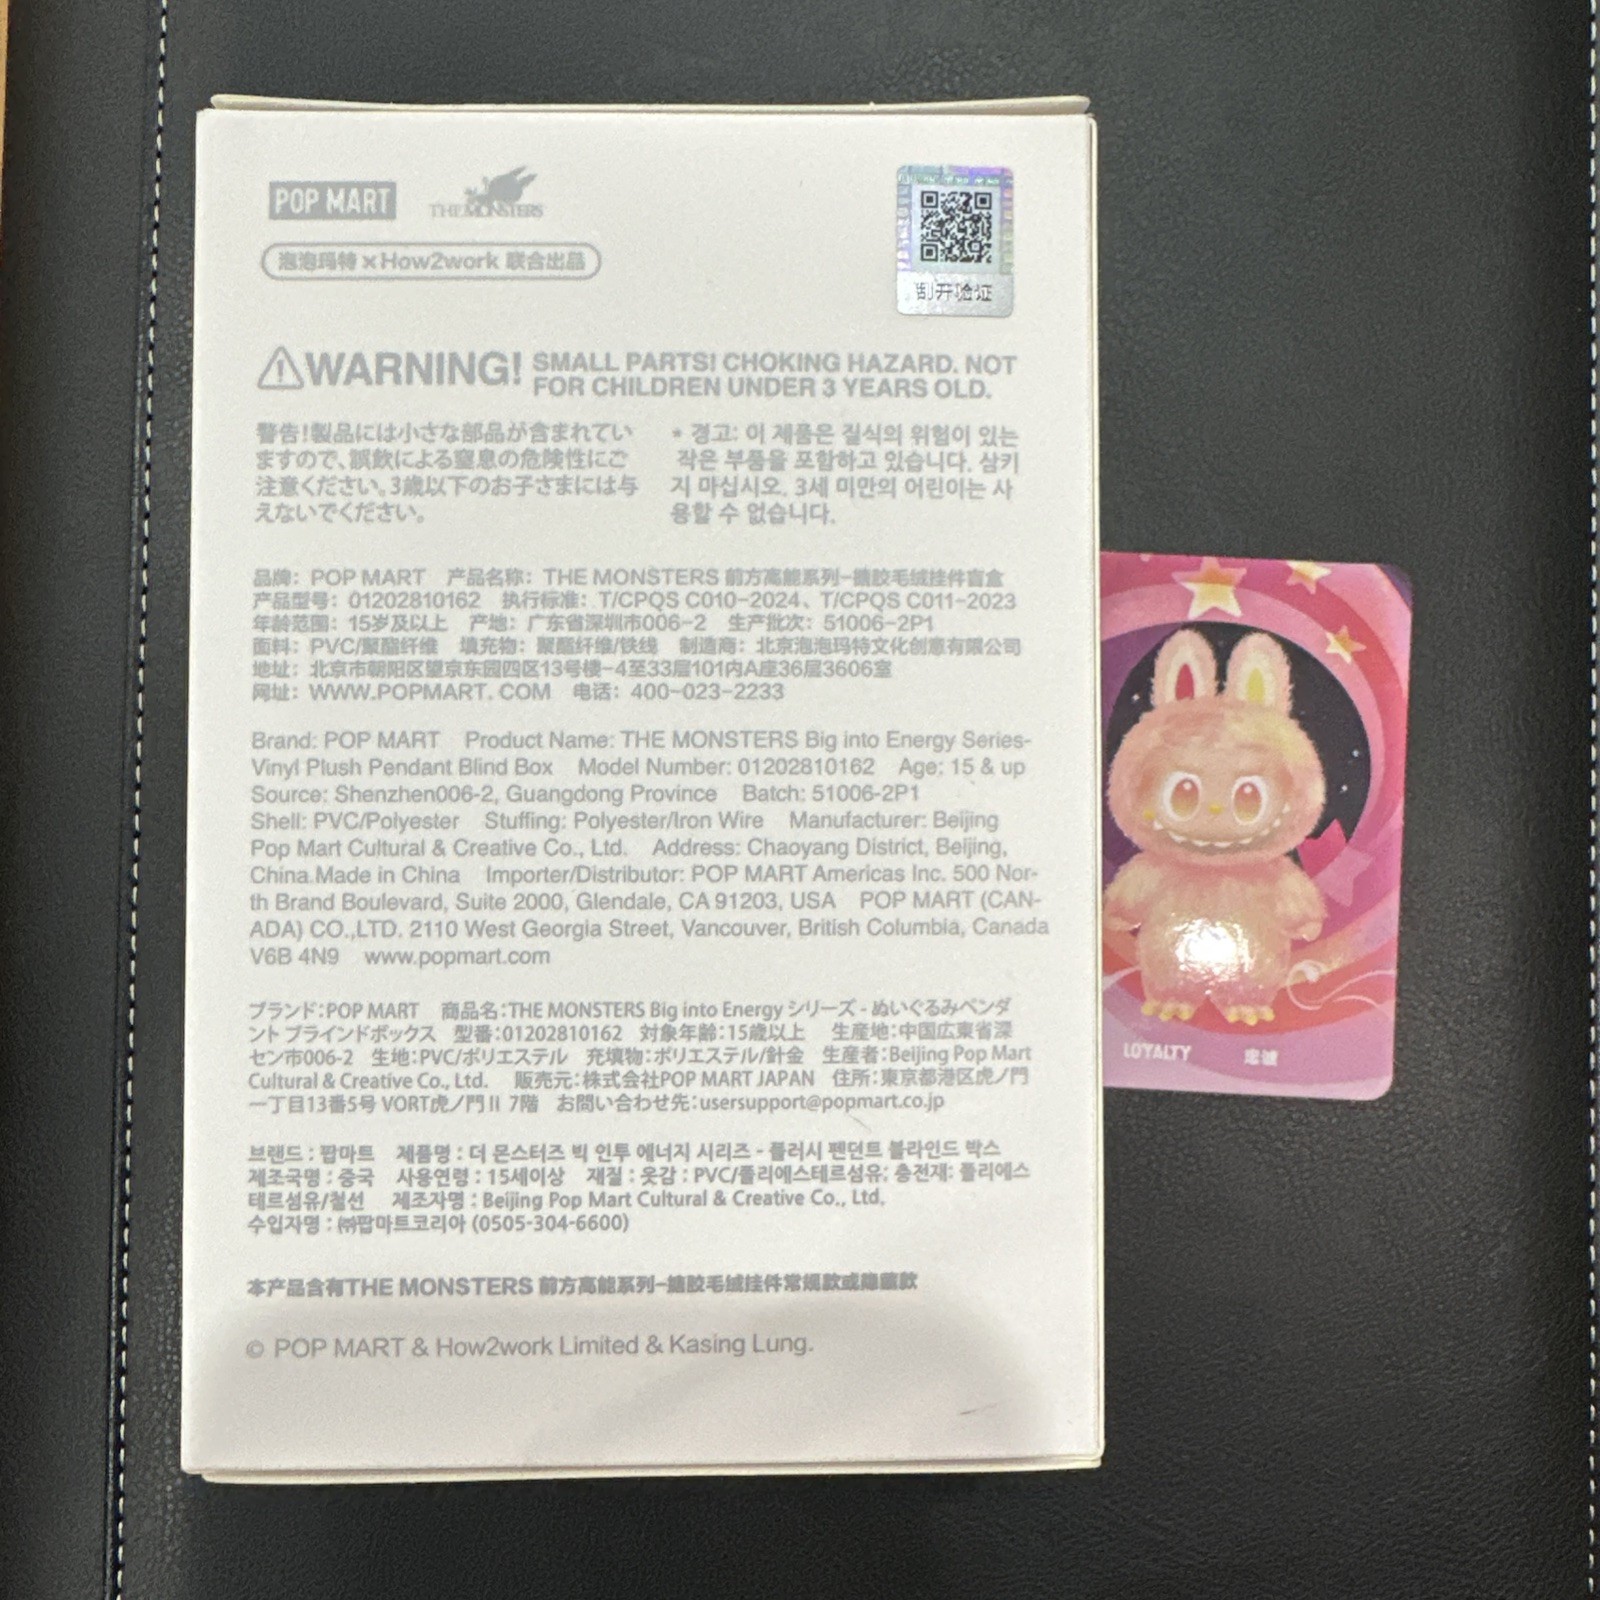 POP MART THE MONSTERS
泡泡玛特×How2work 联合出品
刮开验证
WARNING! SMALL PARTS! CHOKING HAZARD. NOT
FOR CHILDREN UNDER 3 YEARS OLD.
警告!製品には小さな部品が含まれてい
ますので、誤飲による窒息の危険性にご
注意ください。3歳以下のお子さまには与
えないでください。
* 경고: 이 제품은 질식의 위험이 있는
작은 부품을 포함하고 있습니다. 삼키
지 마십시오. 3세 미만의 어린이는 사
용할 수 없습니다.
品牌：POP MART 产品名称：THE MONSTERS 前方高能系列-搪胶毛绒挂件盲盒
产品型号：01202810162 执行标准：T/CPQS C010-2024、T/CPQS C011-2023
年龄范围：15岁及以上 产地：广东省深圳市006-2 生产批次：51006-2P1
面料：PVC/聚酯纤维 填充物：聚酯纤维/铁线 制造商：北京泡泡玛特文化创意有限公司
地址：北京市朝阳区望京东园四区13号楼-4至33层101内A座36层3606室
网址：WWW.POPMART.COM 电话：400-023-2233
Brand: POP MART Product Name: THE MONSTERS Big into Energy Series-
Vinyl Plush Pendant Blind Box Model Number: 01202810162 Age: 15 & up
Source: Shenzhen006-2, Guangdong Province Batch: 51006-2P1
Shell: PVC/Polyester Stuffing: Polyester/Iron Wire Manufacturer: Beijing
Pop Mart Cultural & Creative Co., Ltd. Address: Chaoyang District, Beijing,
China.Made in China Importer/Distributor: POP MART Americas Inc. 500 Nor-
th Brand Boulevard, Suite 2000, Glendale, CA 91203, USA POP MART (CAN-
ADA) CO.,LTD. 2110 West Georgia Street, Vancouver, British Columbia, Canada
V6B 4N9 www.popmart.com
ブランド:POP MART 商品名:THE MONSTERS Big into Energy シリーズ - ぬいぐるみペンダ
ント ブラインドボックス 型番:01202810162 対象年齢:15歳以上 生産地:中国広東省深
セン市006-2 生地:PVC/ポリエステル 充填物:ポリエステル/針金 生産者:Beijing Pop Mart
Cultural & Creative Co., Ltd. 販売元:株式会社POP MART JAPAN 住所:東京都港区虎ノ門
一丁目13番5号 VORT虎ノ門II 7階 お問い合わせ先:usersupport@popmart.co.jp
브랜드 : 팝마트 제품명 : 더 몬스터즈 빅 인투 에너지 시리즈 - 플러시 펜던트 블라인드 박스
제조국명 : 중국 사용연령 : 15세이상 재질 : 옷감 : PVC/폴리에스테르섬유; 충전재: 폴리에스
테르섬유/철선 제조자명 : Beijing Pop Mart Cultural & Creative Co., Ltd.
수입자명 : ㈜팝마트코리아 (0505-304-6600)
本产品含有THE MONSTERS 前方高能系列-搪胶毛绒挂件常规款或隐藏款
© POP MART & How2work Limited & Kasing Lung.
LOYALTY 忠诚